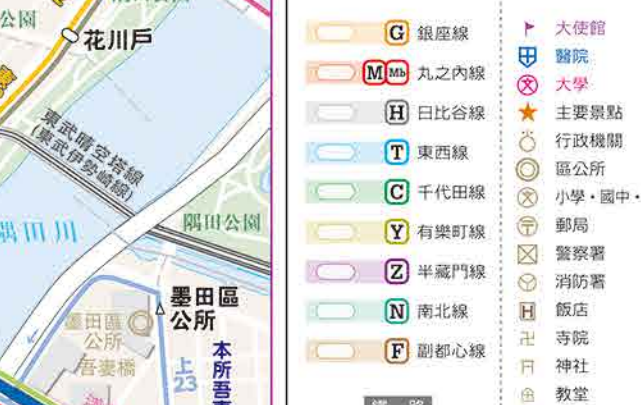 公園
花川戶
東武晴空塔線
(東武伊勢崎線)
隅田川
隅田公園
墨田區
公所
墨田區
公所
吾妻橋
上
23
本所吾妻
G 銀座線
M Mb 丸之內線
H 日比谷線
T 東西線
C 千代田線
Y 有樂町線
Z 半藏門線
N 南北線
F 副都心線
大使館
醫院
大學
主要景點
行政機關
區公所
小學・國中・
郵局
警察署
消防署
H 飯店
寺院
神社
教堂